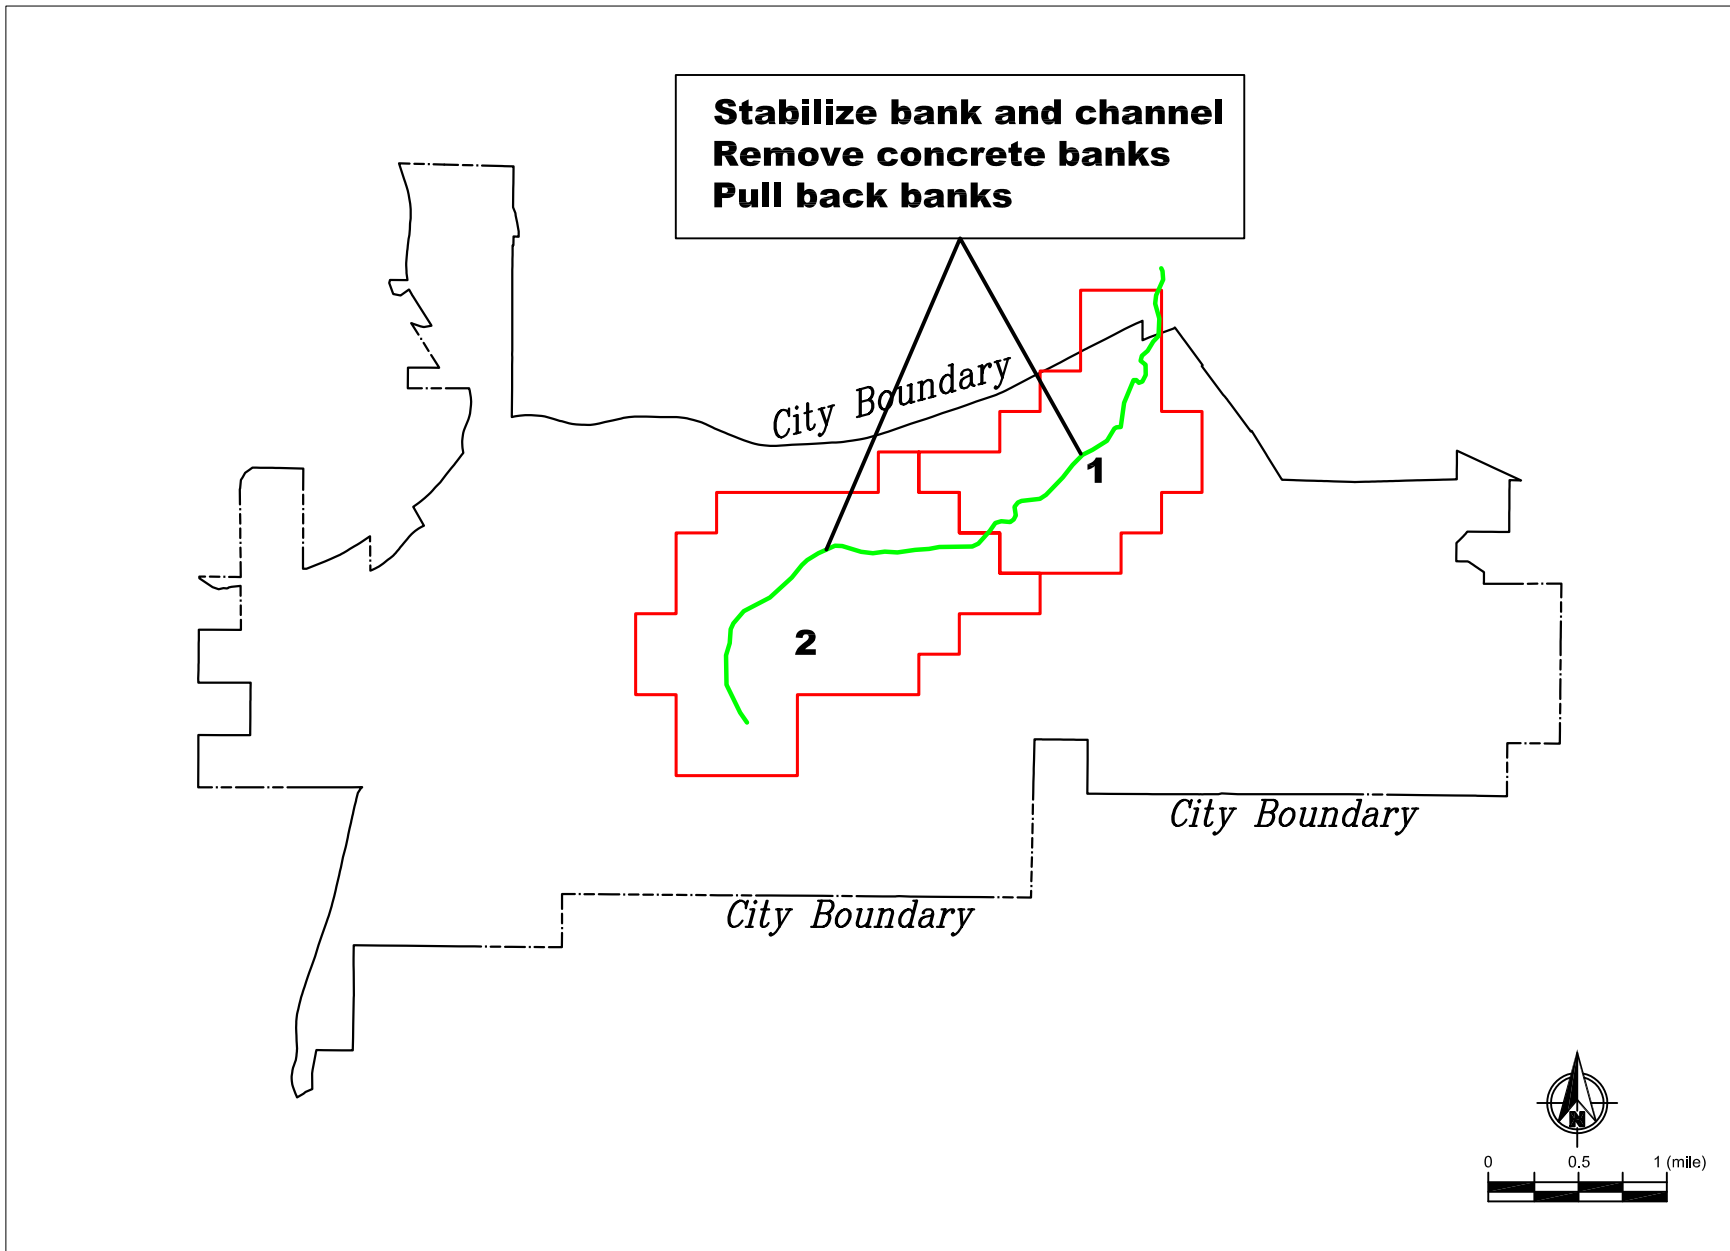 Stabilize bank and channel
Remove concrete banks
Pull back banks
City Boundary
1
2
City Boundary
City Boundary
N
0 0.5 1 (mile)